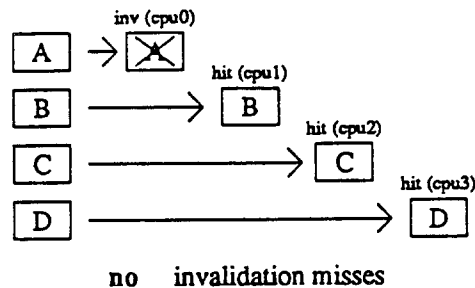 inv (cpu0)
A A
hit (cpu1)
B B
hit (cpu2)
C C
hit (cpu3)
D D
no invalidation misses